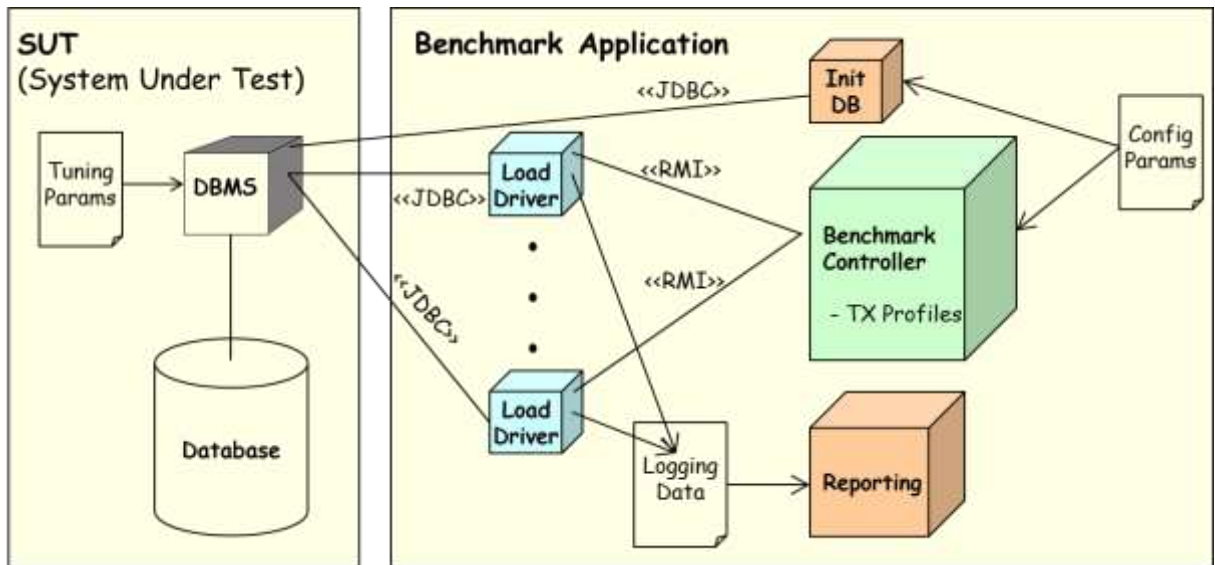 SUT
(System Under Test)
Tuning
Params
DBMS
Database
Benchmark Application
<<JDBC>>
Init
DB
Config
Params
Load
Driver
<<JDBC>>
<<RMI>>
Benchmark
Controller
- TX Profiles
<<RMI>>
<<JDBC>>
Load
Driver
Logging
Data
Reporting